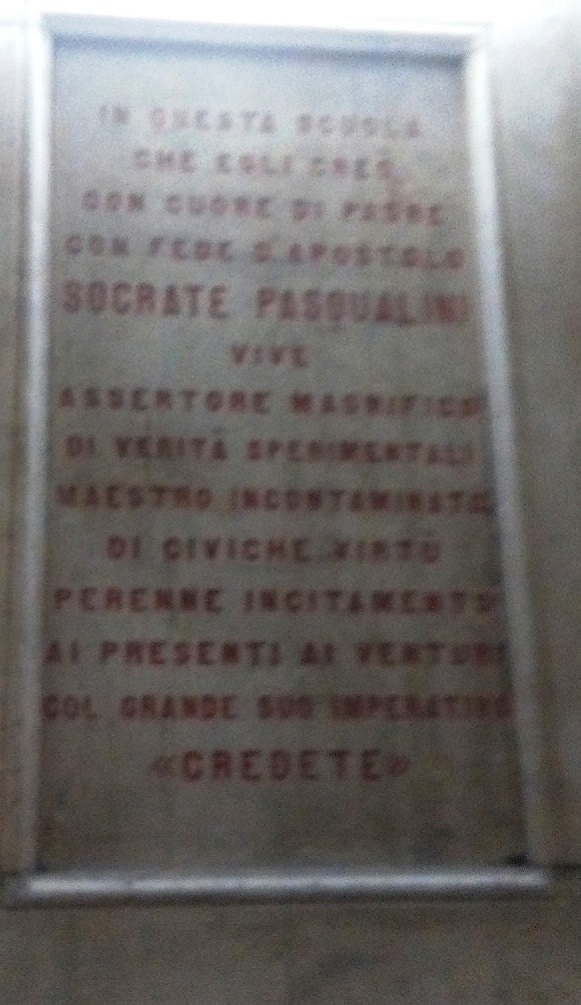 IN QUESTA SCUOLA
CHE EGLI CREÒ
CON CUORE DI PADRE
CON FEDE D'APOSTOLO
SOCRATE PASQUALINI
VIVE
ASSERTORE MAGNIFICO
DI VERITÀ SPERIMENTALI
MAESTRO INCONTAMINATO
DI CIVICHE VIRTÙ
PERENNE INCITAMENTO
AI PRESENTI AI VENTURI
COL GRANDE SUO IMPERATIVO
«CREDETE»